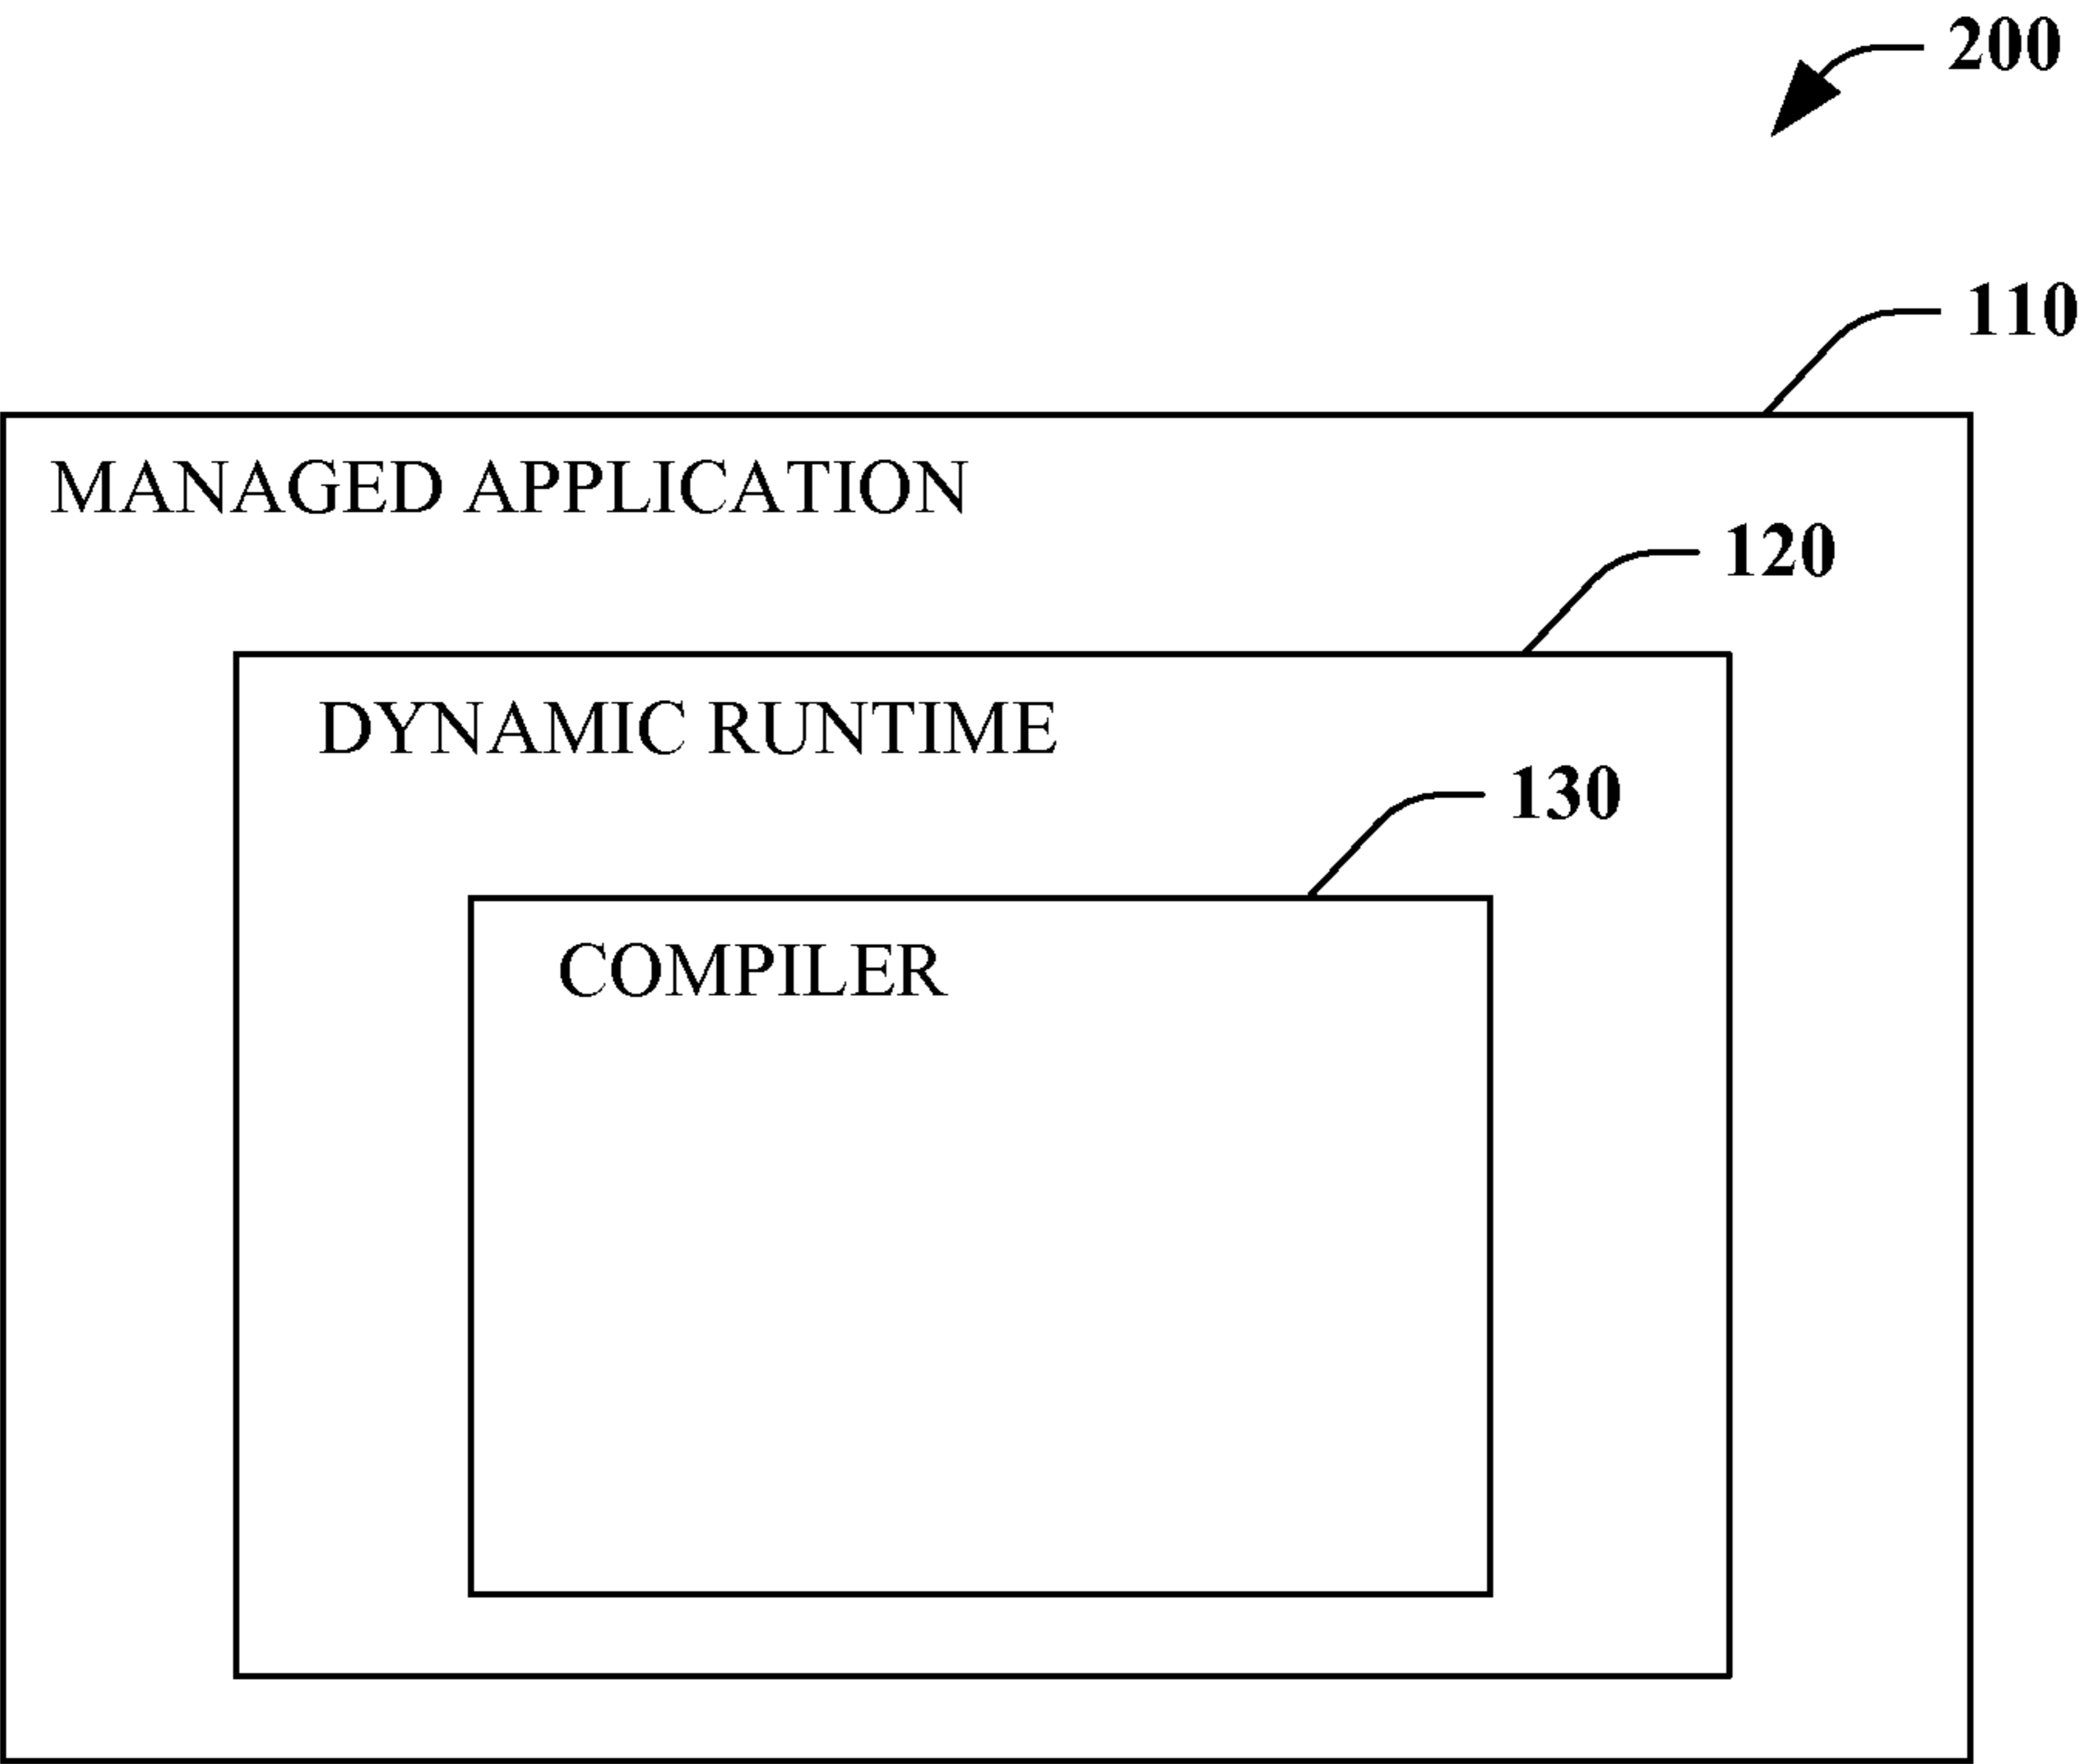 200
110
MANAGED APPLICATION
120
DYNAMIC RUNTIME
130
COMPILER